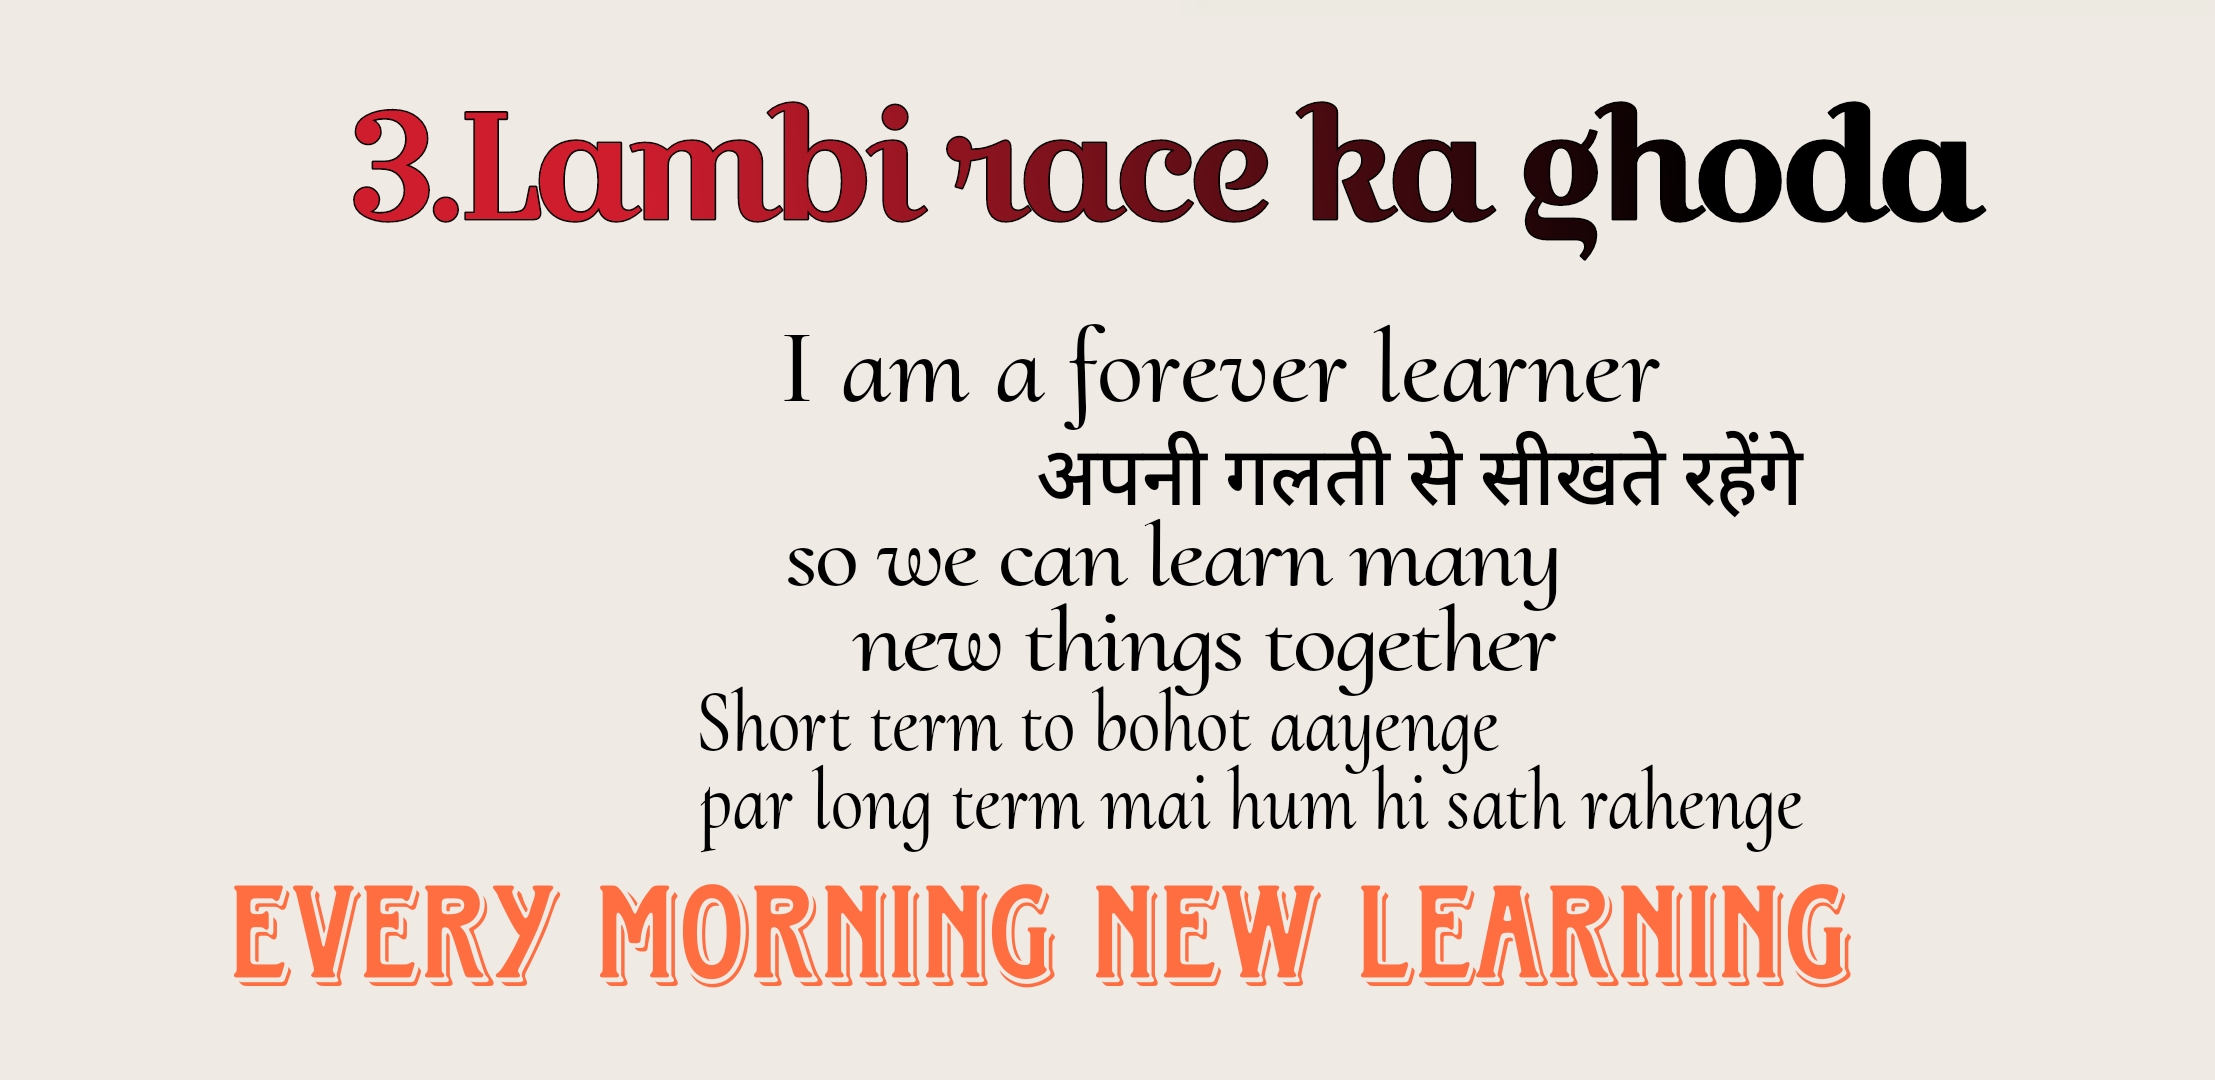 3.Lambi race ka ghoda
I am a forever learner
अपनी गलती से सीखते रहेंगे
so we can learn many
new things together
Short term to bohot aayenge
par long term mai hum hi sath rahenge
EVERY MORNING NEW LEARNING